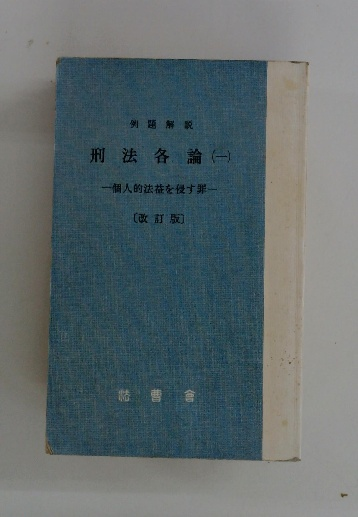 例題解説
刑法各論(一)
―個人的法益を侵す罪―
〔改訂版〕
法曹會